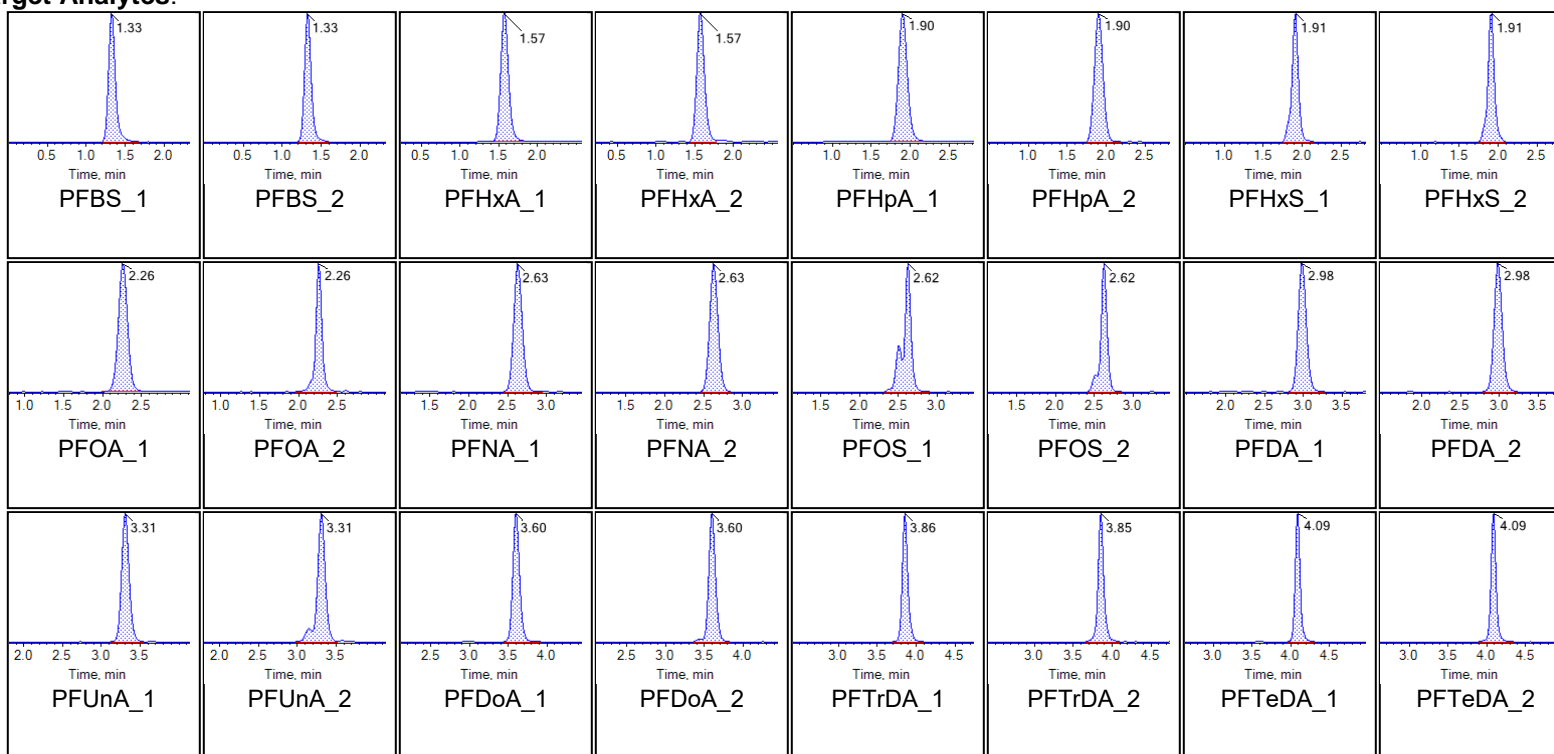 Target Analytes:
1.33 1.33 1.57 1.57 1.90 1.90 1.91 1.91
0.5 1.0 1.5 2.0 0.5 1.0 1.5 2.0 0.5 1.0 1.5 2.0 0.5 1.0 1.5 2.0 1.0 1.5 2.0 2.5 1.0 1.5 2.0 2.5 1.0 1.5 2.0 2.5 1.0 1.5 2.0 2.5
Time, min Time, min Time, min Time, min Time, min Time, min Time, min Time, min
PFBS_1 PFBS_2 PFHxA_1 PFHxA_2 PFHpA_1 PFHpA_2 PFHxS_1 PFHxS_2
2.26 2.26 2.63 2.63 2.62 2.62 2.98 2.98
1.0 1.5 2.0 2.5 1.0 1.5 2.0 2.5 1.5 2.0 2.5 3.0 1.5 2.0 2.5 3.0 1.5 2.0 2.5 3.0 1.5 2.0 2.5 3.0 2.0 2.5 3.0 3.5 2.0 2.5 3.0 3.5
Time, min Time, min Time, min Time, min Time, min Time, min Time, min Time, min
PFOA_1 PFOA_2 PFNA_1 PFNA_2 PFOS_1 PFOS_2 PFDA_1 PFDA_2
3.31 3.31 3.60 3.60 3.86 3.85 4.09 4.09
2.0 2.5 3.0 3.5 2.0 2.5 3.0 3.5 2.5 3.0 3.5 4.0 2.5 3.0 3.5 4.0 3.0 3.5 4.0 4.5 3.0 3.5 4.0 4.5 3.0 3.5 4.0 4.5 3.0 3.5 4.0 4.5
Time, min Time, min Time, min Time, min Time, min Time, min Time, min Time, min
PFUnA_1 PFUnA_2 PFDoA_1 PFDoA_2 PFTrDA_1 PFTrDA_2 PFTeDA_1 PFTeDA_2